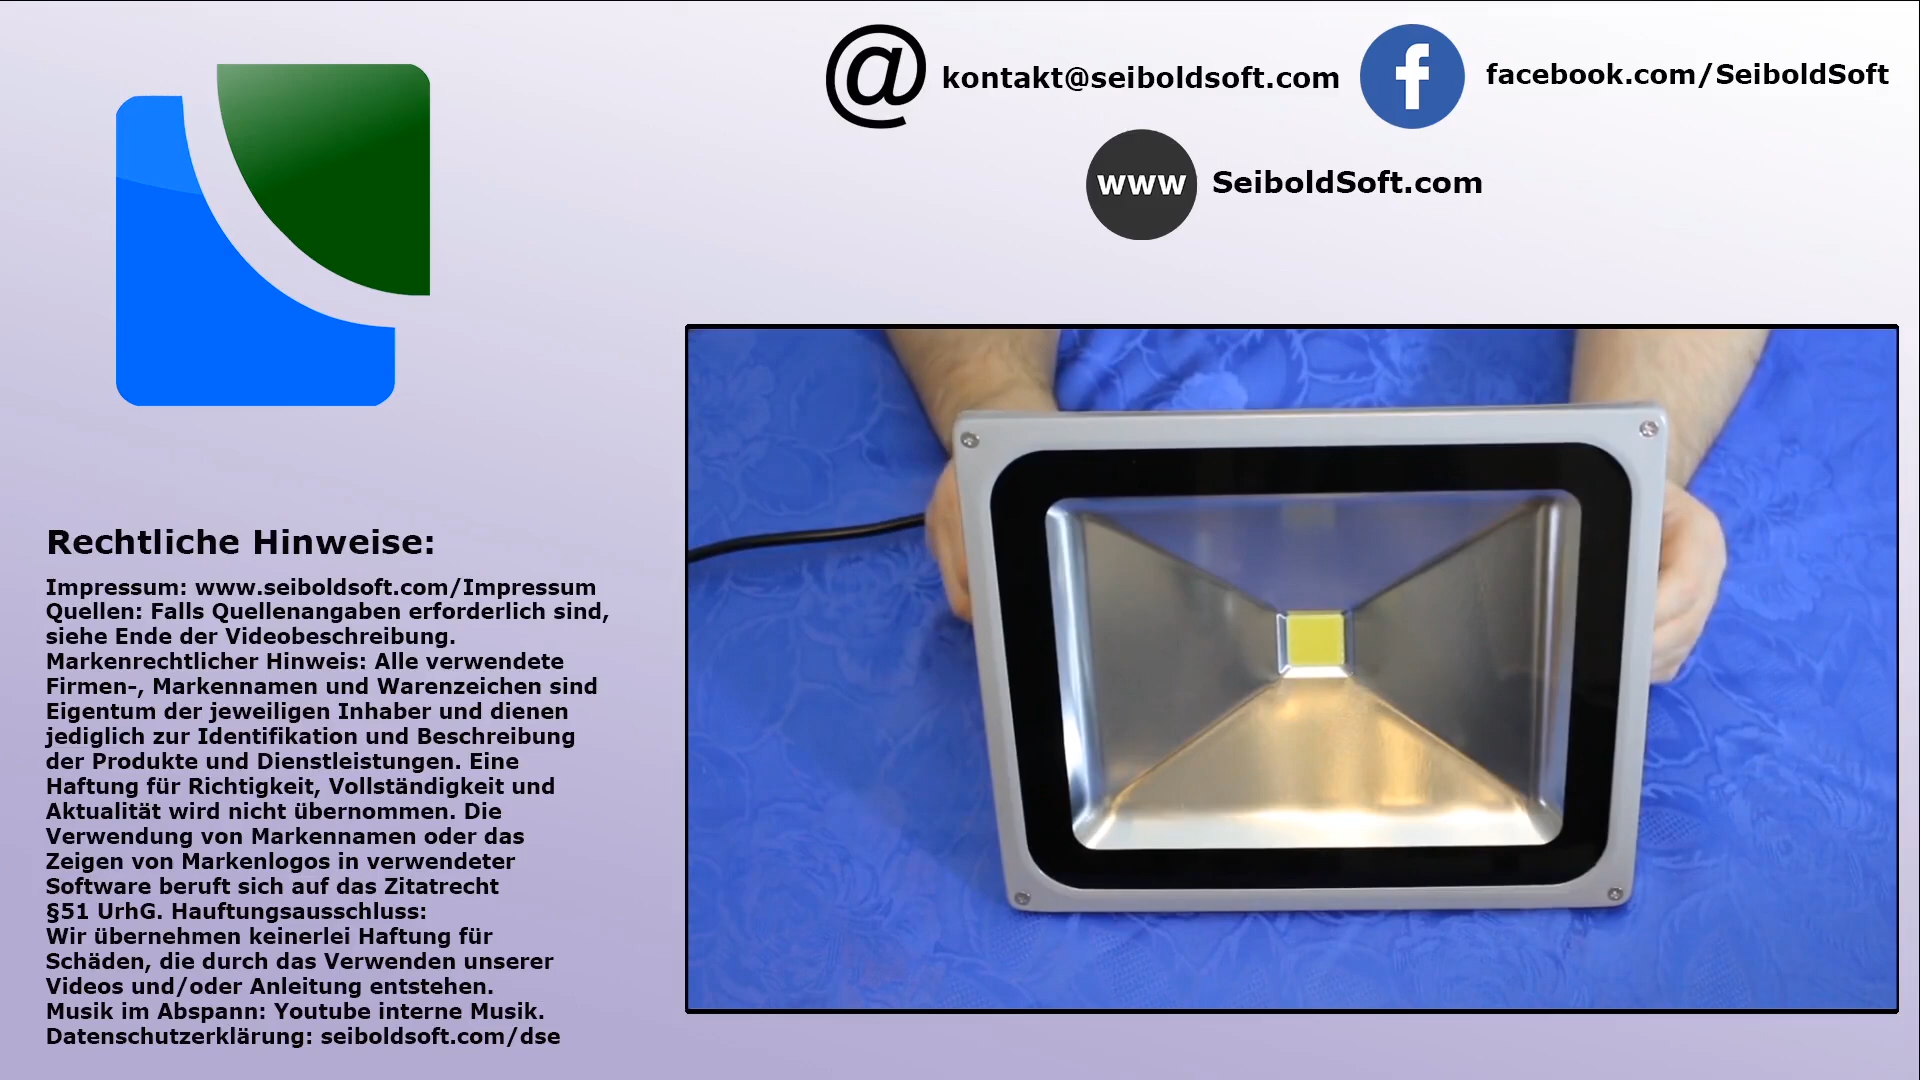 @ kontakt@seiboldsoft.com
f facebook.com/SeiboldSoft
www SeiboldSoft.com
Rechtliche Hinweise:
Impressum: www.seiboldsoft.com/Impressum
Quellen: Falls Quellenangaben erforderlich sind,
siehe Ende der Videobeschreibung.
Markenrechtlicher Hinweis: Alle verwendete
Firmen-, Markennamen und Warenzeichen sind
Eigentum der jeweiligen Inhaber und dienen
jediglich zur Identifikation und Beschreibung
der Produkte und Dienstleistungen. Eine
Haftung für Richtigkeit, Vollständigkeit und
Aktualität wird nicht übernommen. Die
Verwendung von Markennamen oder das
Zeigen von Markenlogos in verwendeter
Software beruft sich auf das Zitatrecht
§51 UrhG. Hauftungsausschluss:
Wir übernehmen keinerlei Haftung für
Schäden, die durch das Verwenden unserer
Videos und/oder Anleitung entstehen.
Musik im Abspann: Youtube interne Musik.
Datenschutzerklärung: seiboldsoft.com/dse